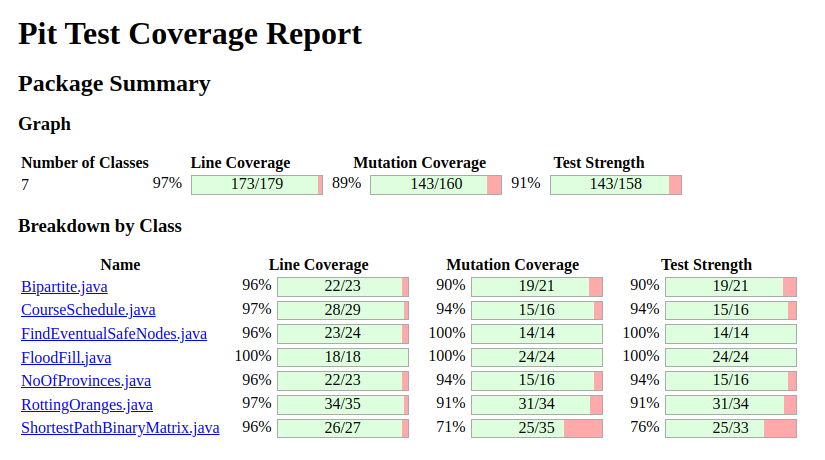 Pit Test Coverage Report
Package Summary
Graph
Number of Classes Line Coverage Mutation Coverage Test Strength
7 97% 173/179 89% 143/160 91% 143/158
Breakdown by Class
Name Line Coverage Mutation Coverage Test Strength
Bipartite.java 96% 22/23 90% 19/21 90% 19/21
CourseSchedule.java 97% 28/29 94% 15/16 94% 15/16
FindEventualSafeNodes.java 96% 23/24 100% 14/14 100% 14/14
FloodFill.java 100% 18/18 100% 24/24 100% 24/24
NoOfProvinces.java 96% 22/23 94% 15/16 94% 15/16
RottingOranges.java 97% 34/35 91% 31/34 91% 31/34
ShortestPathBinaryMatrix.java 96% 26/27 71% 25/35 76% 25/33